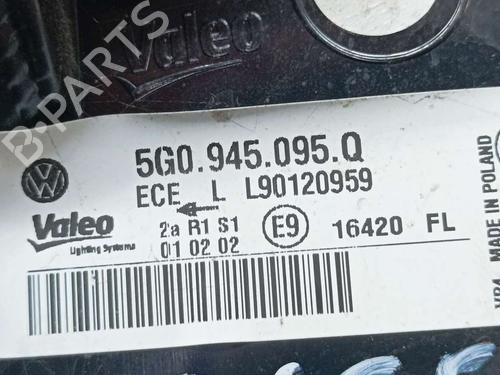 Valeo
B-PARTS
5G0.945.095.Q
ECE L L90120959
Valeo
Lighting Systems
2a R1 S1
01 02 02
E9
16420 FL
MADE IN POLAND